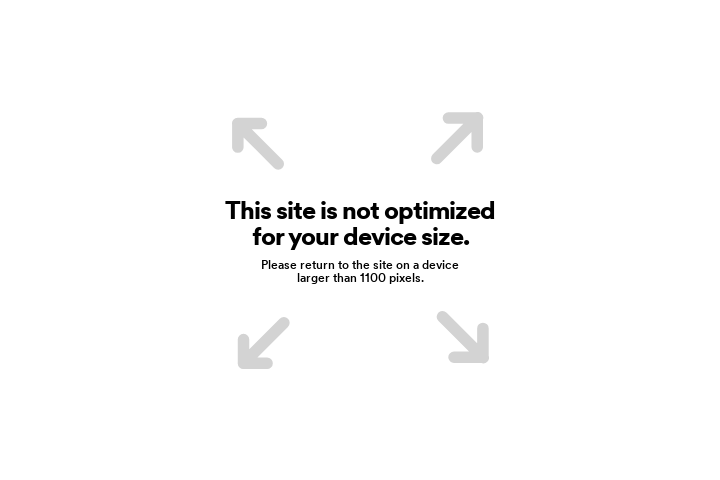 This site is not optimized
for your device size.
Please return to the site on a device
larger than 1100 pixels.